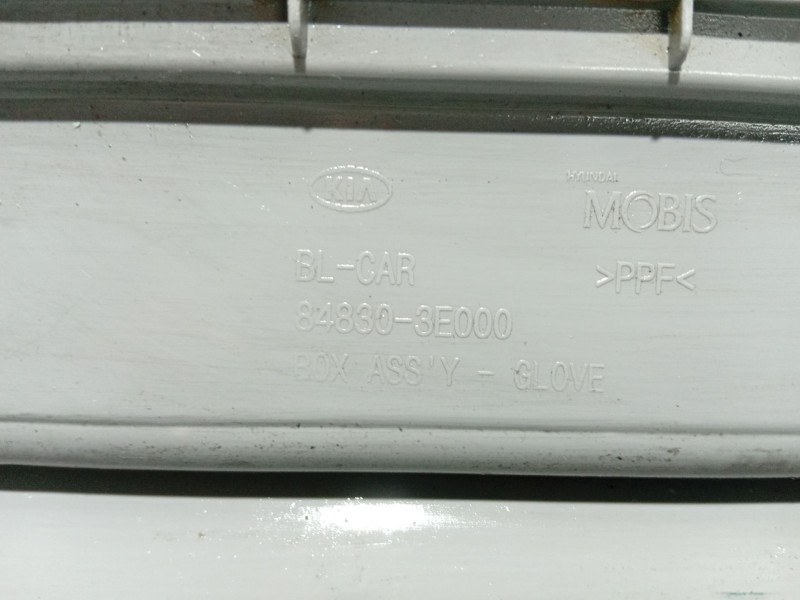 KIA
HYUNDAI
MOBIS
BL-CAR
>PPF<
84830-3E000
BOX ASS'Y - GLOVE